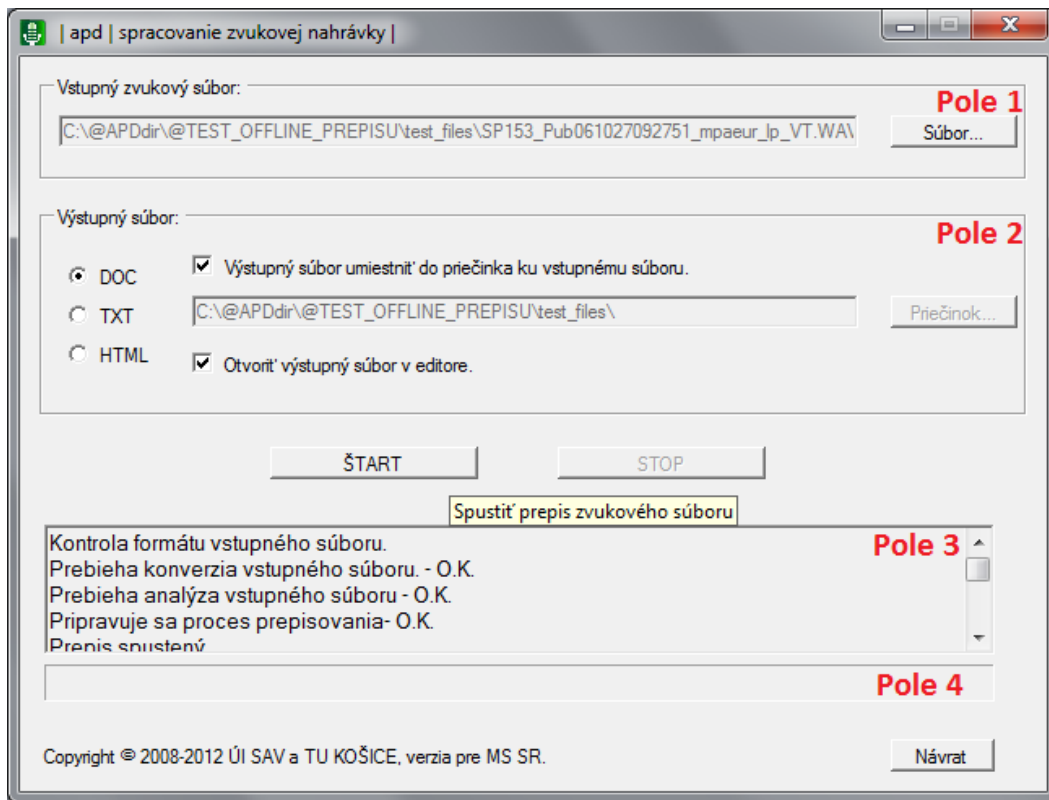 | apd | spracovanie zvukovej nahrávky |
Vstupný zvukový súbor:
Pole 1
C:\@APDdir\@TEST_OFFLINE_PREPISU\test_files\SP153_Pub061027092751_mpaeur_lp_VT.WA\
Súbor...
Výstupný súbor:
Pole 2
DOC
Výstupný súbor umiestniť do priečinka ku vstupnému súboru.
TXT
C:\@APDdir\@TEST_OFFLINE_PREPISU\test_files\
Priečinok...
HTML
Otvoriť výstupný súbor v editore.
ŠTART
STOP
Spustiť prepis zvukového súboru
Kontrola formátu vstupného súboru.
Pole 3
Prebieha konverzia vstupného súboru. - O.K.
Prebieha analýza vstupného súboru - O.K.
Pripravuje sa proces prepisovania- O.K.
Prepis spustený
Pole 4
Copyright © 2008-2012 ÚI SAV a TU KOŠICE, verzia pre MS SR.
Návrat